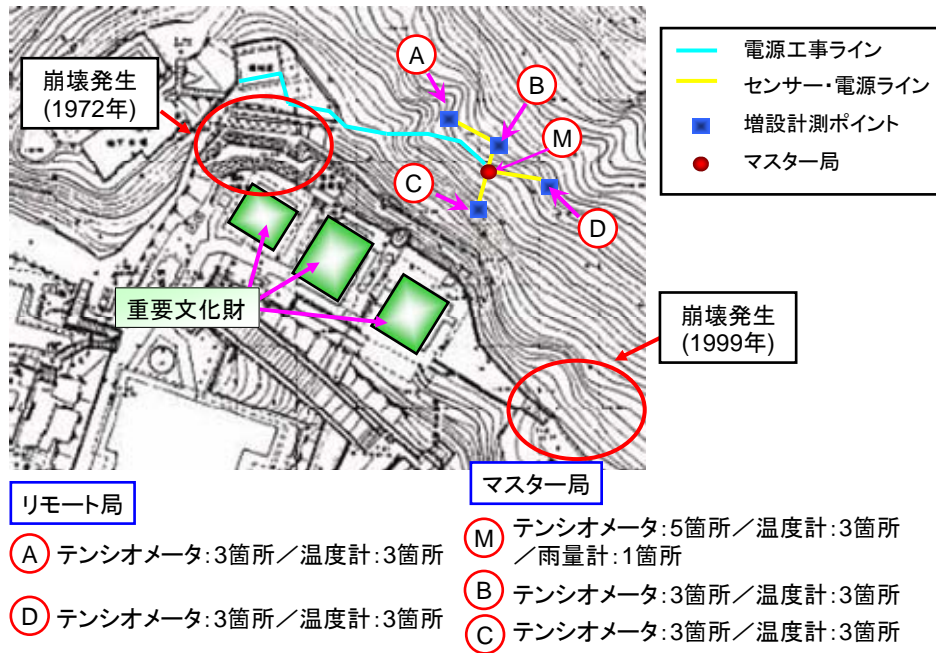 崩壊発生
(1972年)
A
B
M
C
D
電源工事ライン
センサー・電源ライン
増設計測ポイント
マスター局
重要文化財
崩壊発生
(1999年)
リモート局
A テンシオメータ:3箇所／温度計:3箇所
D テンシオメータ:3箇所／温度計:3箇所
マスター局
M テンシオメータ:5箇所／温度計:3箇所
／雨量計:1箇所
B テンシオメータ:3箇所／温度計:3箇所
C テンシオメータ:3箇所／温度計:3箇所